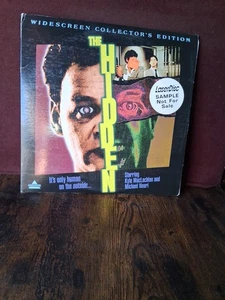 WIDESCREEN COLLECTOR'S EDITION
THE
HIDDEN
LaserDisc
SAMPLE
Not For
Sale
It's only human
on the outside.
Starring
Kyle MacLachlan and
Michael Nouri